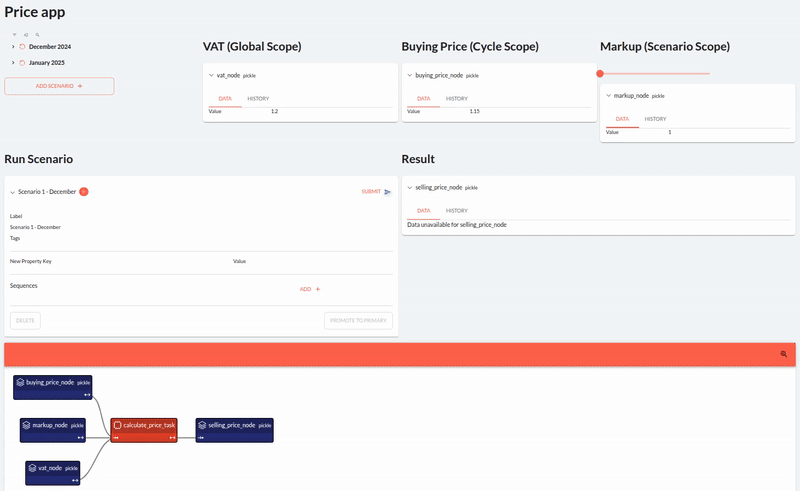 Price app
December 2024
January 2025
ADD SCENARIO +
VAT (Global Scope)
vat_node pickle
DATA HISTORY
Value 1.2
Buying Price (Cycle Scope)
buying_price_node pickle
DATA HISTORY
Value 1.15
Markup (Scenario Scope)
markup_node pickle
DATA HISTORY
Value 1
Run Scenario
Scenario 1 - December
SUBMIT
Label
Scenario 1 - December
Tags
New Property Key Value
Sequences
ADD +
DELETE
PROMOTE TO PRIMARY
Result
selling_price_node pickle
DATA HISTORY
Data unavailable for selling_price_node
buying_price_node pickle
markup_node pickle
calculate_price_task
selling_price_node pickle
vat_node pickle